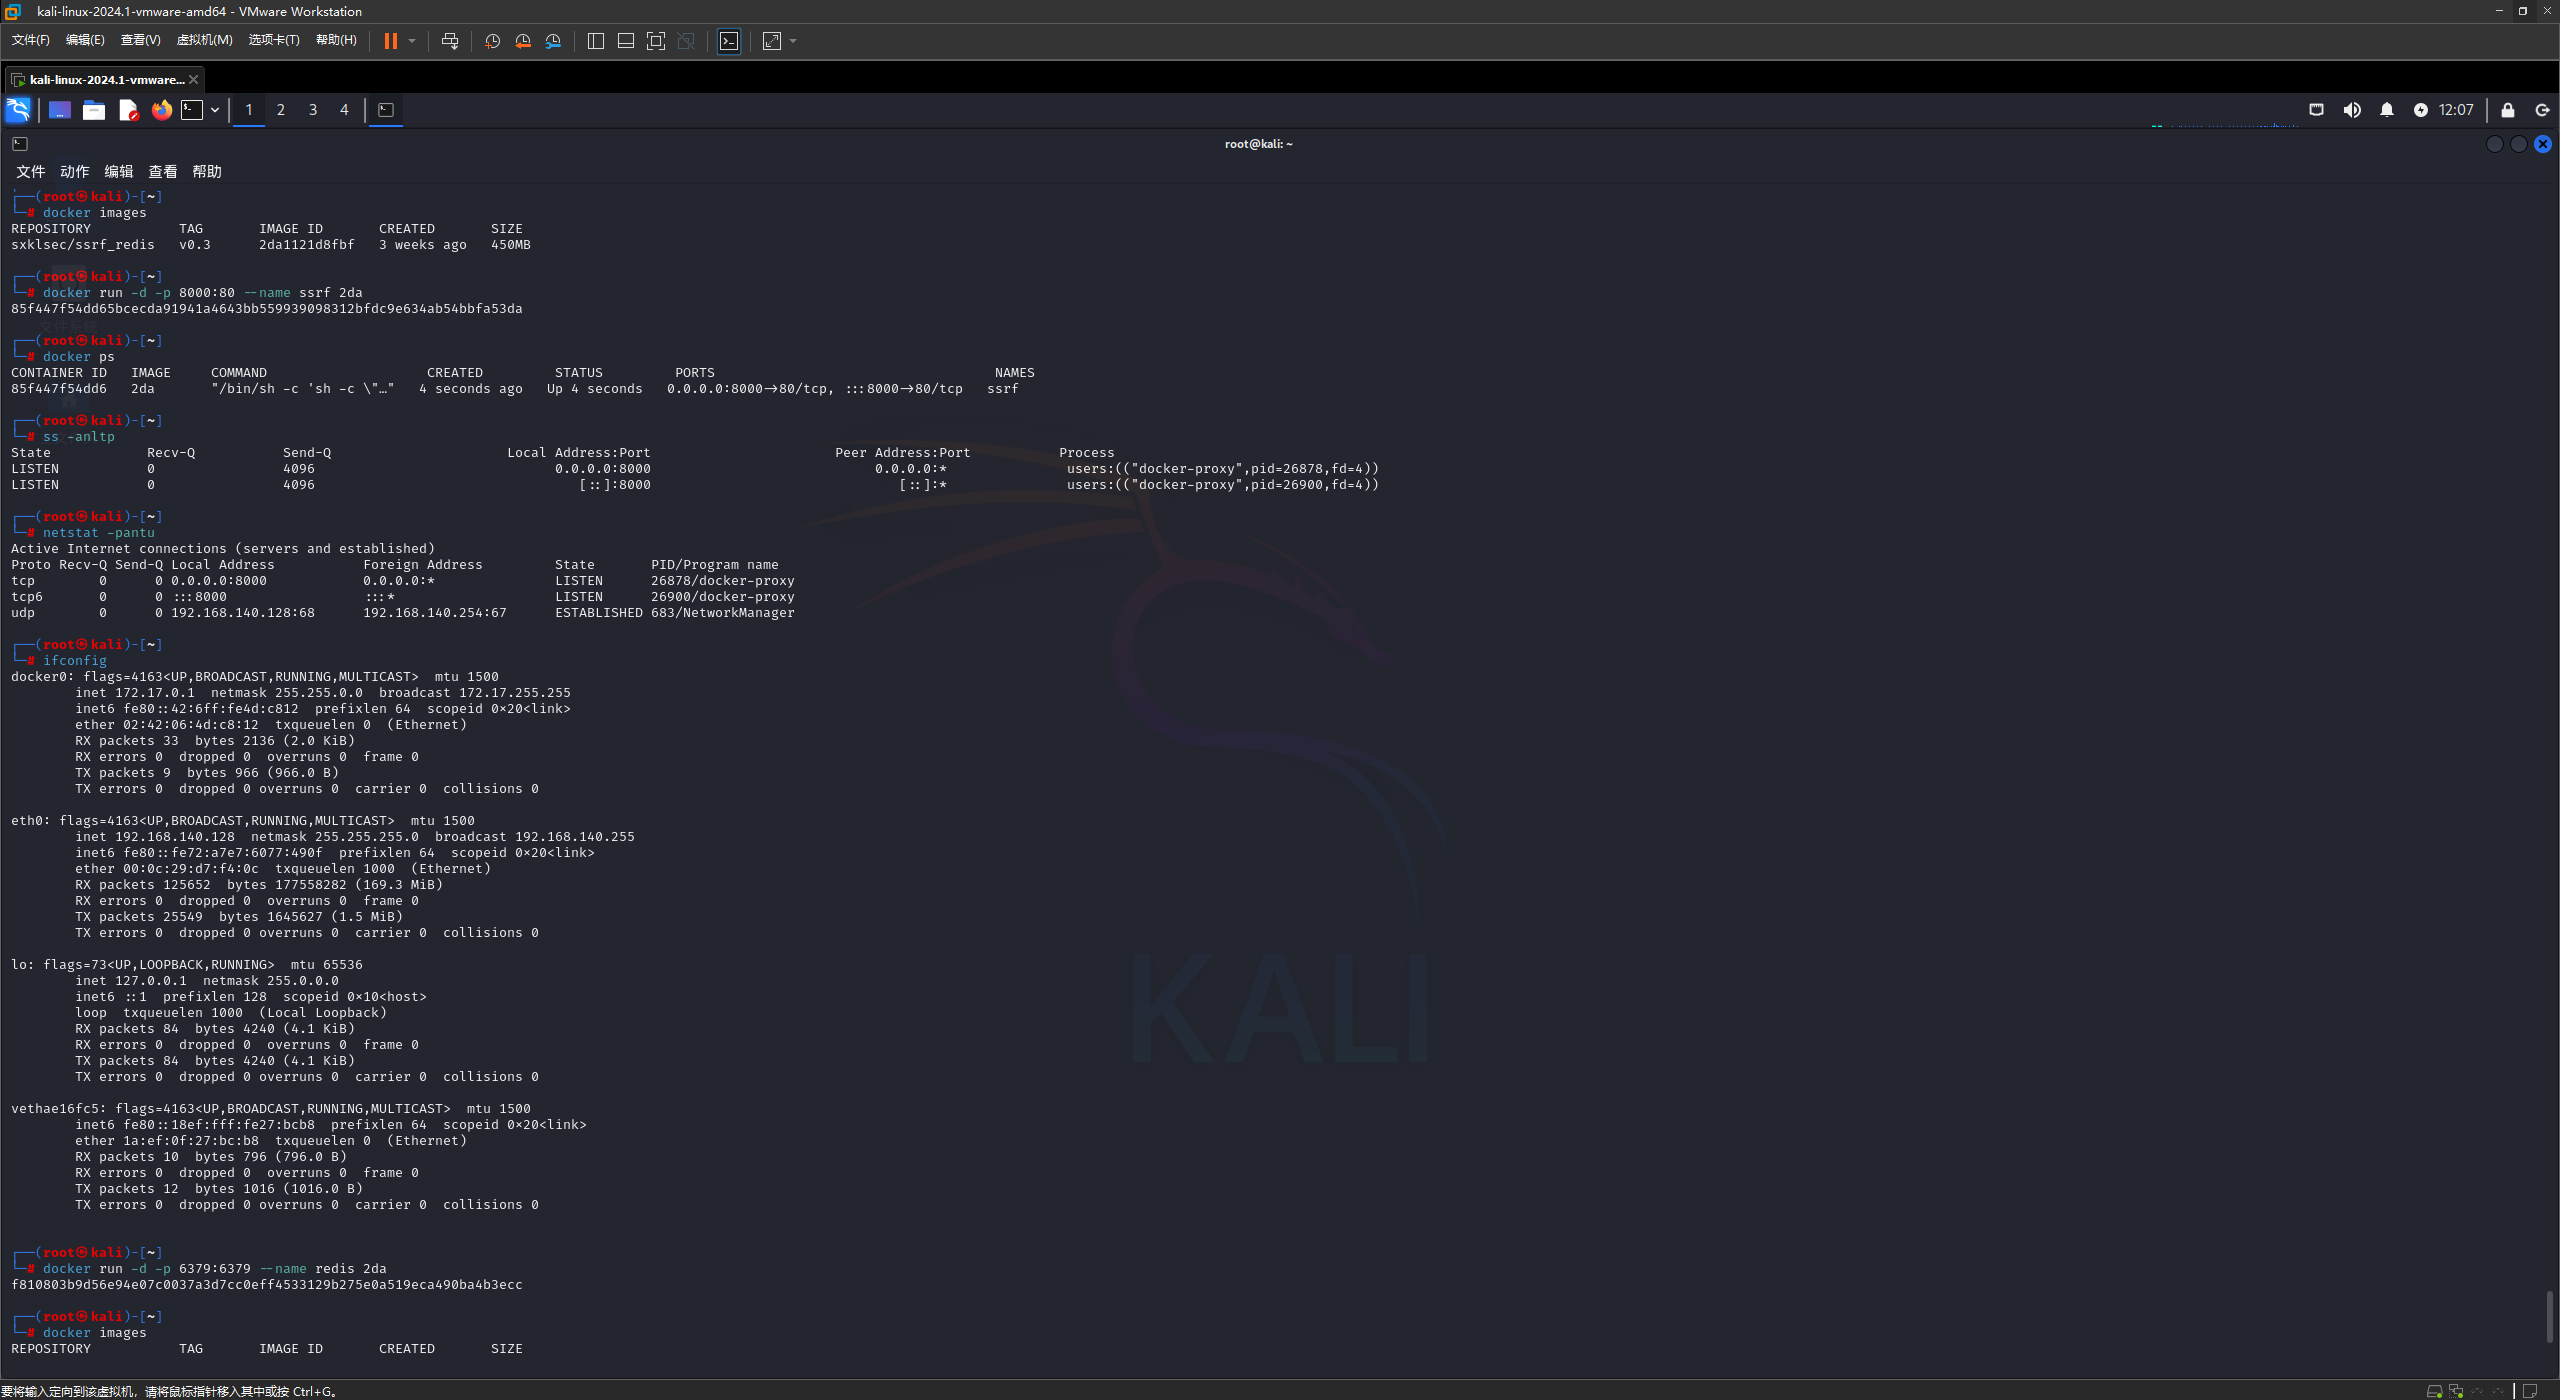 kali-linux-2024.1-vmware-amd64 - VMware Workstation
文件(F) 编辑(E) 查看(V) 虚拟机(M) 选项卡(T) 帮助(H)
kali-linux-2024.1-vmware...
1 2 3 4 12:07
root@kali: ~
文件 动作 编辑 查看 帮助
┌──(root㉿kali)-[~]
└─# docker images
REPOSITORY TAG IMAGE ID CREATED SIZE
sxklsec/ssrf_redis v0.3 2da1121d8fbf 3 weeks ago 450MB
┌──(root㉿kali)-[~]
└─# docker run -d -p 8000:80 --name ssrf 2da
85f447f54dd65bcecda91941a4643bb559939098312bfdc9e634ab54bbfa53da
文件系统
┌──(root㉿kali)-[~]
└─# docker ps
CONTAINER ID IMAGE COMMAND CREATED STATUS PORTS NAMES
85f447f54dd6 2da "/bin/sh -c 'sh -c \"…" 4 seconds ago Up 4 seconds 0.0.0.0:8000->80/tcp, :::8000->80/tcp ssrf
┌──(root㉿kali)-[~]
└─# ss -anltp
State Recv-Q Send-Q Local Address:Port Peer Address:Port Process
LISTEN 0 4096 0.0.0.0:8000 0.0.0.0:* users:(("docker-proxy",pid=26878,fd=4))
LISTEN 0 4096 [::]:8000 [::]:* users:(("docker-proxy",pid=26900,fd=4))
┌──(root㉿kali)-[~]
└─# netstat -pantu
Active Internet connections (servers and established)
Proto Recv-Q Send-Q Local Address Foreign Address State PID/Program name
tcp 0 0 0.0.0.0:8000 0.0.0.0:* LISTEN 26878/docker-proxy
tcp6 0 0 :::8000 :::* LISTEN 26900/docker-proxy
udp 0 0 192.168.140.128:68 192.168.140.254:67 ESTABLISHED 683/NetworkManager
┌──(root㉿kali)-[~]
└─# ifconfig
docker0: flags=4163<UP,BROADCAST,RUNNING,MULTICAST> mtu 1500
inet 172.17.0.1 netmask 255.255.0.0 broadcast 172.17.255.255
inet6 fe80::42:6ff:fe4d:c812 prefixlen 64 scopeid 0x20<link>
ether 02:42:06:4d:c8:12 txqueuelen 0 (Ethernet)
RX packets 33 bytes 2136 (2.0 KiB)
RX errors 0 dropped 0 overruns 0 frame 0
TX packets 9 bytes 966 (966.0 B)
TX errors 0 dropped 0 overruns 0 carrier 0 collisions 0
eth0: flags=4163<UP,BROADCAST,RUNNING,MULTICAST> mtu 1500
inet 192.168.140.128 netmask 255.255.255.0 broadcast 192.168.140.255
inet6 fe80::fe72:a7e7:6077:490f prefixlen 64 scopeid 0x20<link>
ether 00:0c:29:d7:f4:0c txqueuelen 1000 (Ethernet)
RX packets 125652 bytes 177558282 (169.3 MiB)
RX errors 0 dropped 0 overruns 0 frame 0
TX packets 25549 bytes 1645627 (1.5 MiB)
TX errors 0 dropped 0 overruns 0 carrier 0 collisions 0
lo: flags=73<UP,LOOPBACK,RUNNING> mtu 65536
inet 127.0.0.1 netmask 255.0.0.0
inet6 ::1 prefixlen 128 scopeid 0x10<host>
loop txqueuelen 1000 (Local Loopback)
RX packets 84 bytes 4240 (4.1 KiB)
RX errors 0 dropped 0 overruns 0 frame 0
TX packets 84 bytes 4240 (4.1 KiB)
TX errors 0 dropped 0 overruns 0 carrier 0 collisions 0
KALI
vethae16fc5: flags=4163<UP,BROADCAST,RUNNING,MULTICAST> mtu 1500
inet6 fe80::18ef:fff:fe27:bcb8 prefixlen 64 scopeid 0x20<link>
ether 1a:ef:0f:27:bc:b8 txqueuelen 0 (Ethernet)
RX packets 10 bytes 796 (796.0 B)
RX errors 0 dropped 0 overruns 0 frame 0
TX packets 12 bytes 1016 (1016.0 B)
TX errors 0 dropped 0 overruns 0 carrier 0 collisions 0
┌──(root㉿kali)-[~]
└─# docker run -d -p 6379:6379 --name redis 2da
f810803b9d56e94e07c0037a3d7cc0eff4533129b275e0a519eca490ba4b3ecc
┌──(root㉿kali)-[~]
└─# docker images
REPOSITORY TAG IMAGE ID CREATED SIZE
要将输入定向到该虚拟机，请将鼠标指针移入其中或按 Ctrl+G。